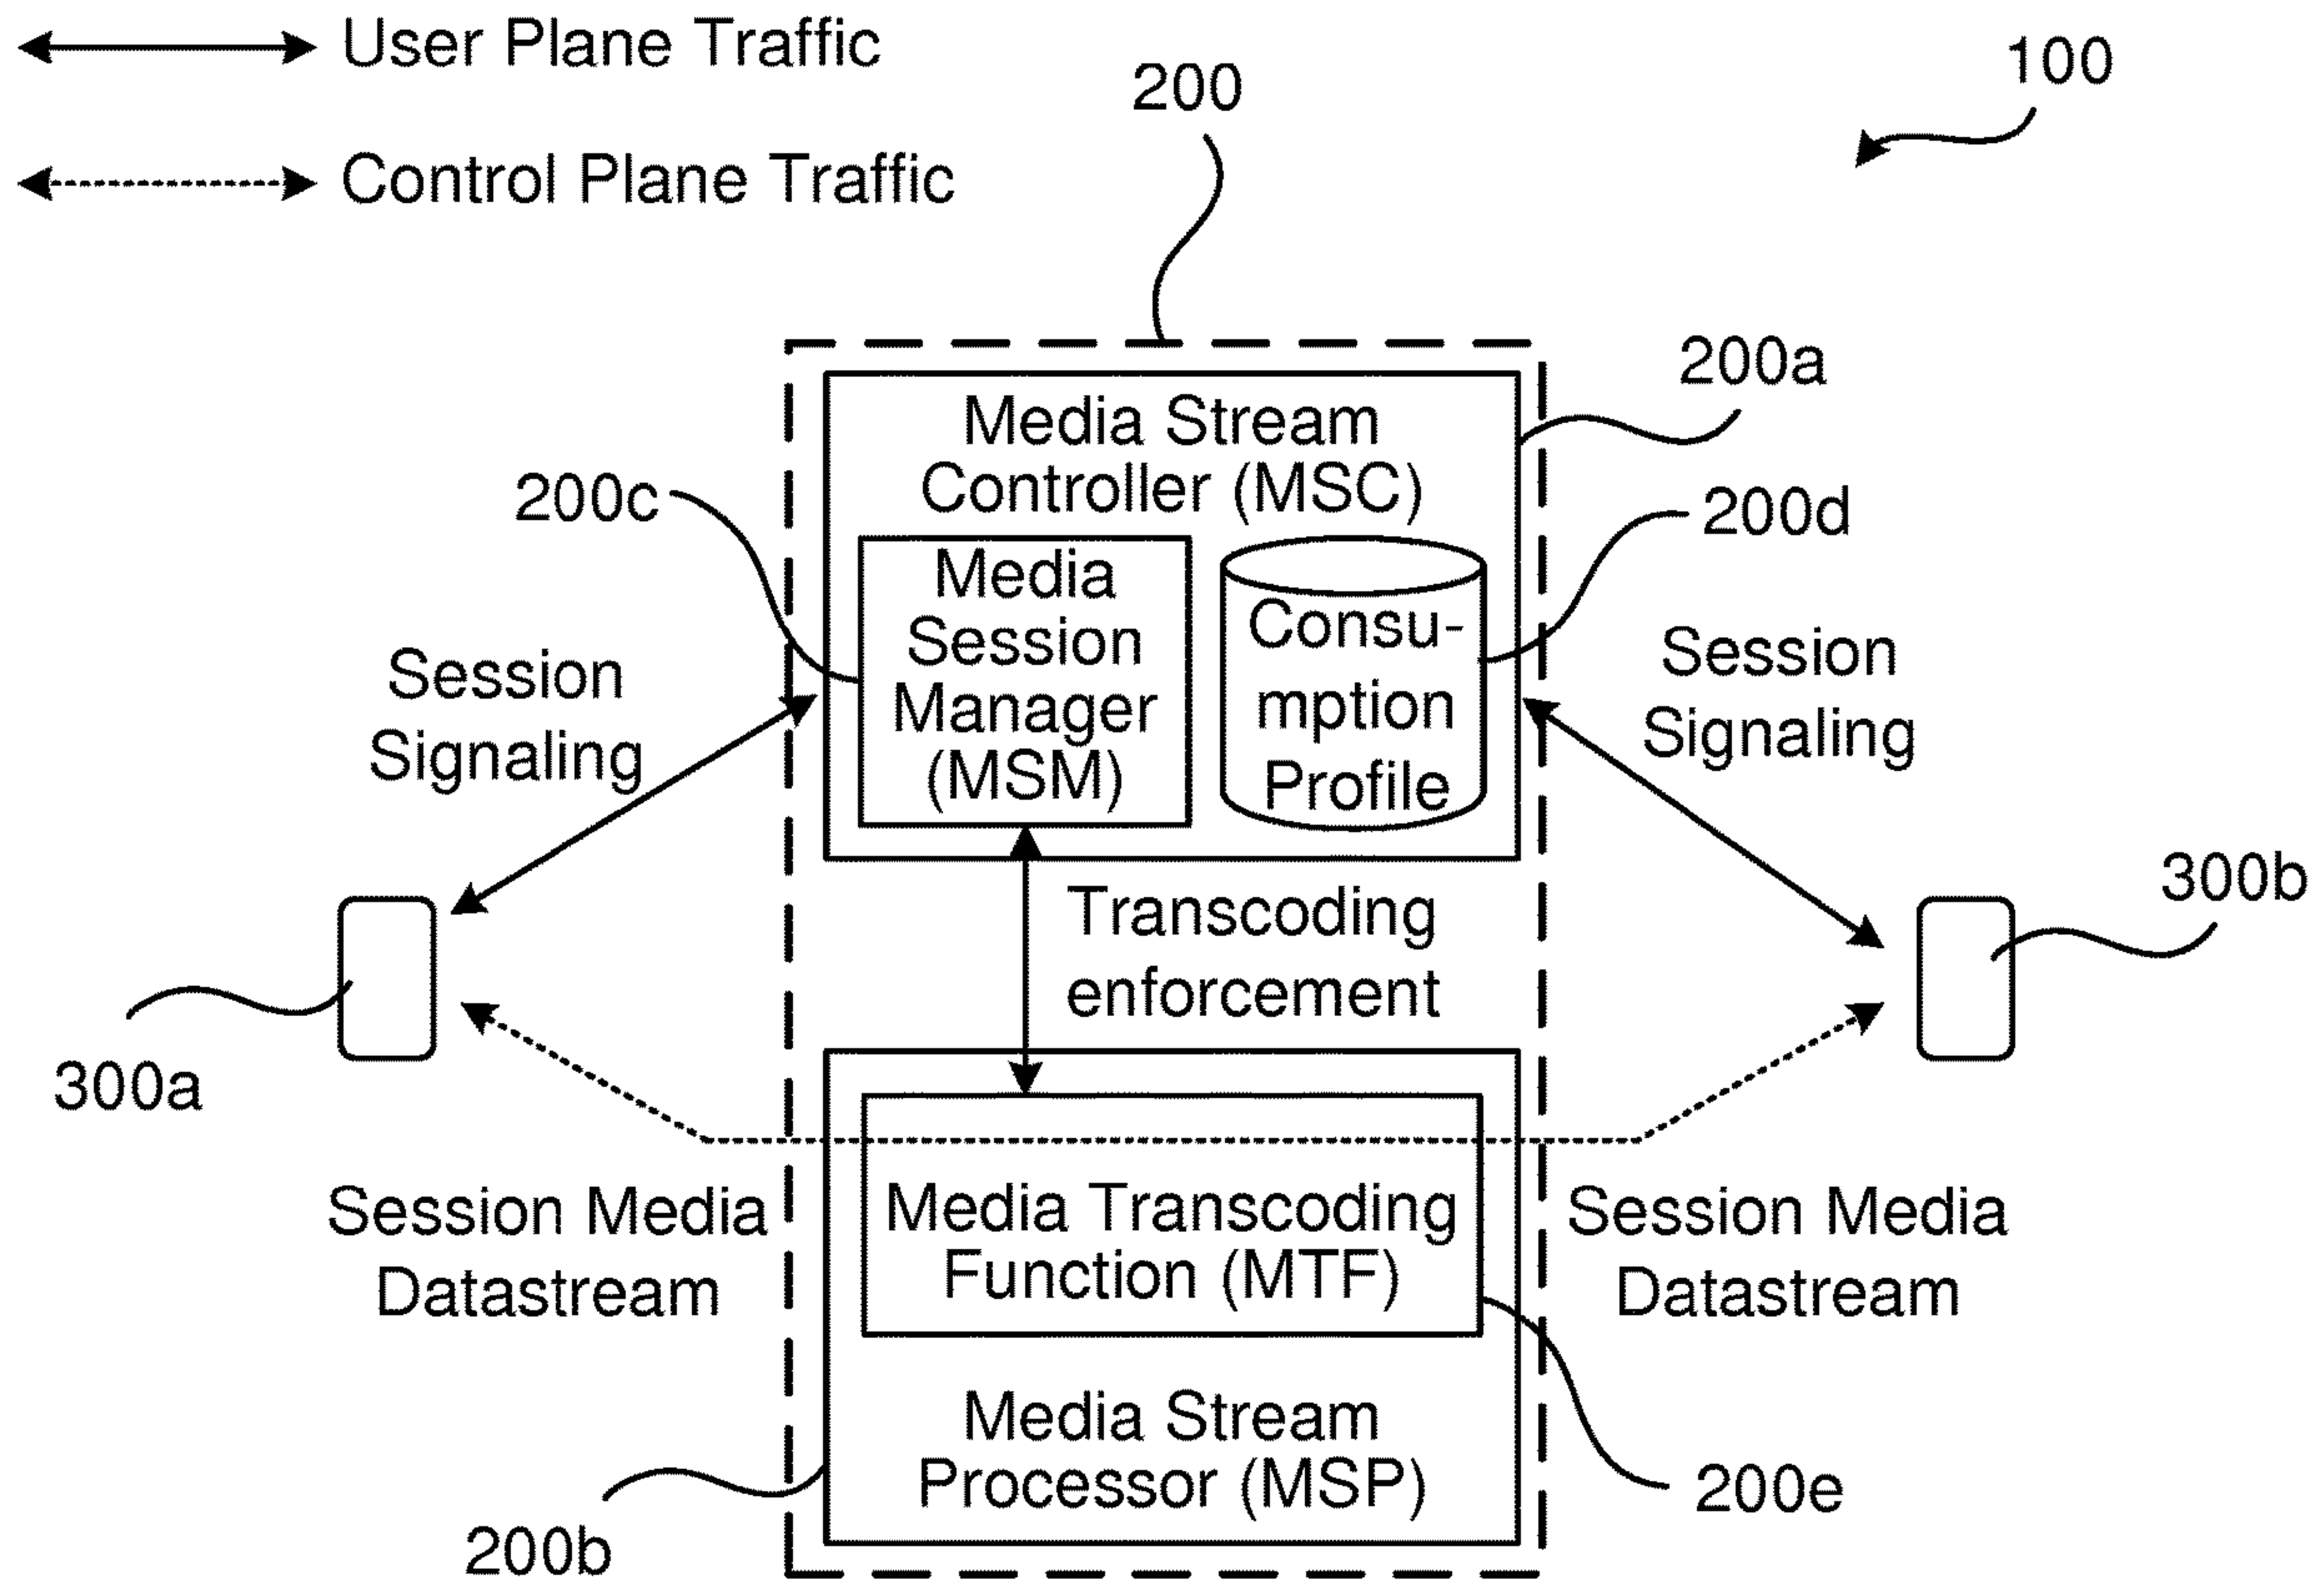 User Plane Traffic
Control Plane Traffic
200
100
200a
Media Stream
Controller (MSC)
200c
200d
Media
Session
Manager
(MSM)
Consu-
mption
Profile
Session
Signaling
Session
Signaling
Transcoding
enforcement
300b
300a
Session Media
Datastream
Media Transcoding
Function (MTF)
Session Media
Datastream
Media Stream
Processor (MSP)
200e
200b